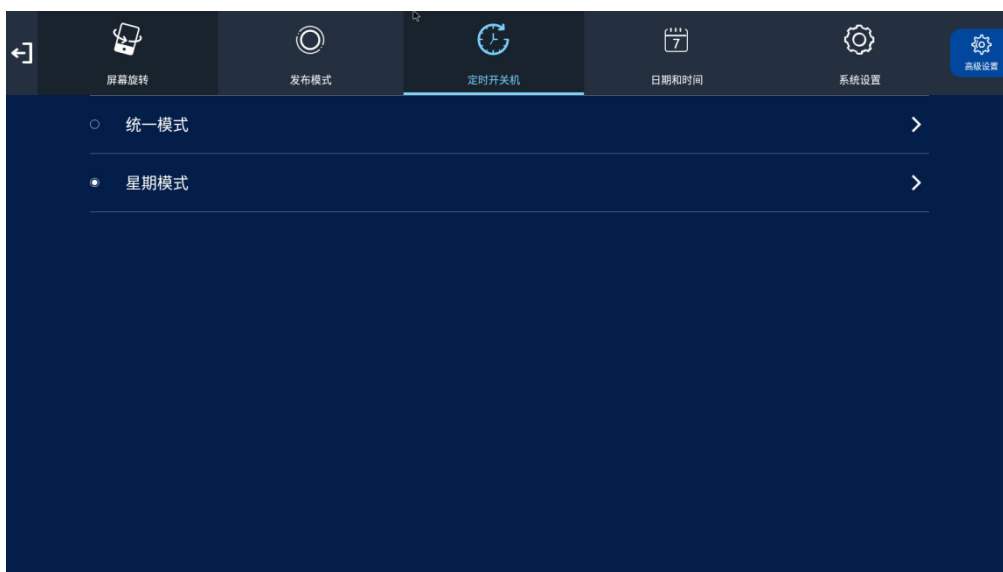 屏幕旋转
发布模式
定时开关机
7
日期和时间
系统设置
高级设置
统一模式
星期模式